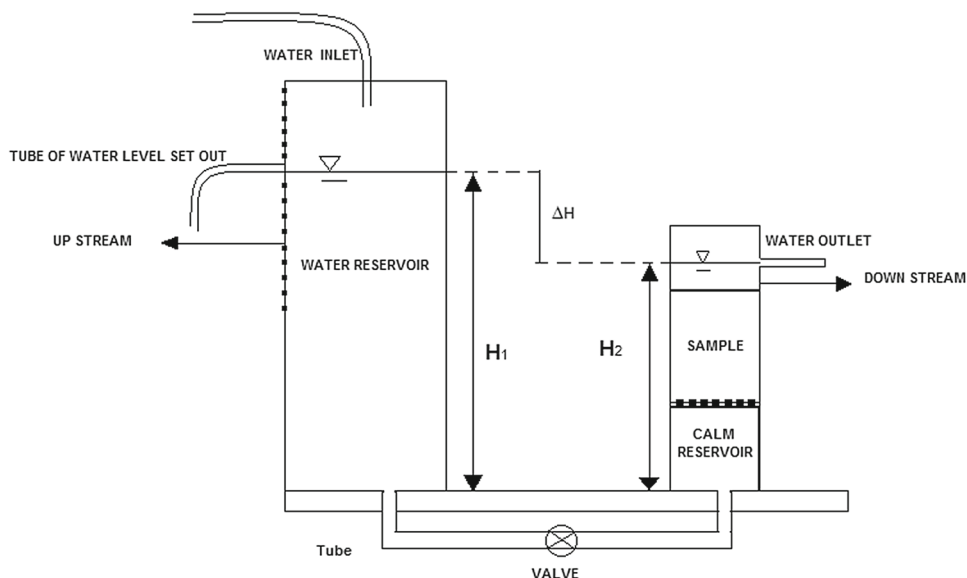 WATER INLET
TUBE OF WATER LEVEL SET OUT
ΔH
UP STREAM
WATER RESERVOIR
WATER OUTLET
DOWN STREAM
H1
H2
SAMPLE
CALM
RESERVOIR
Tube
VALVE